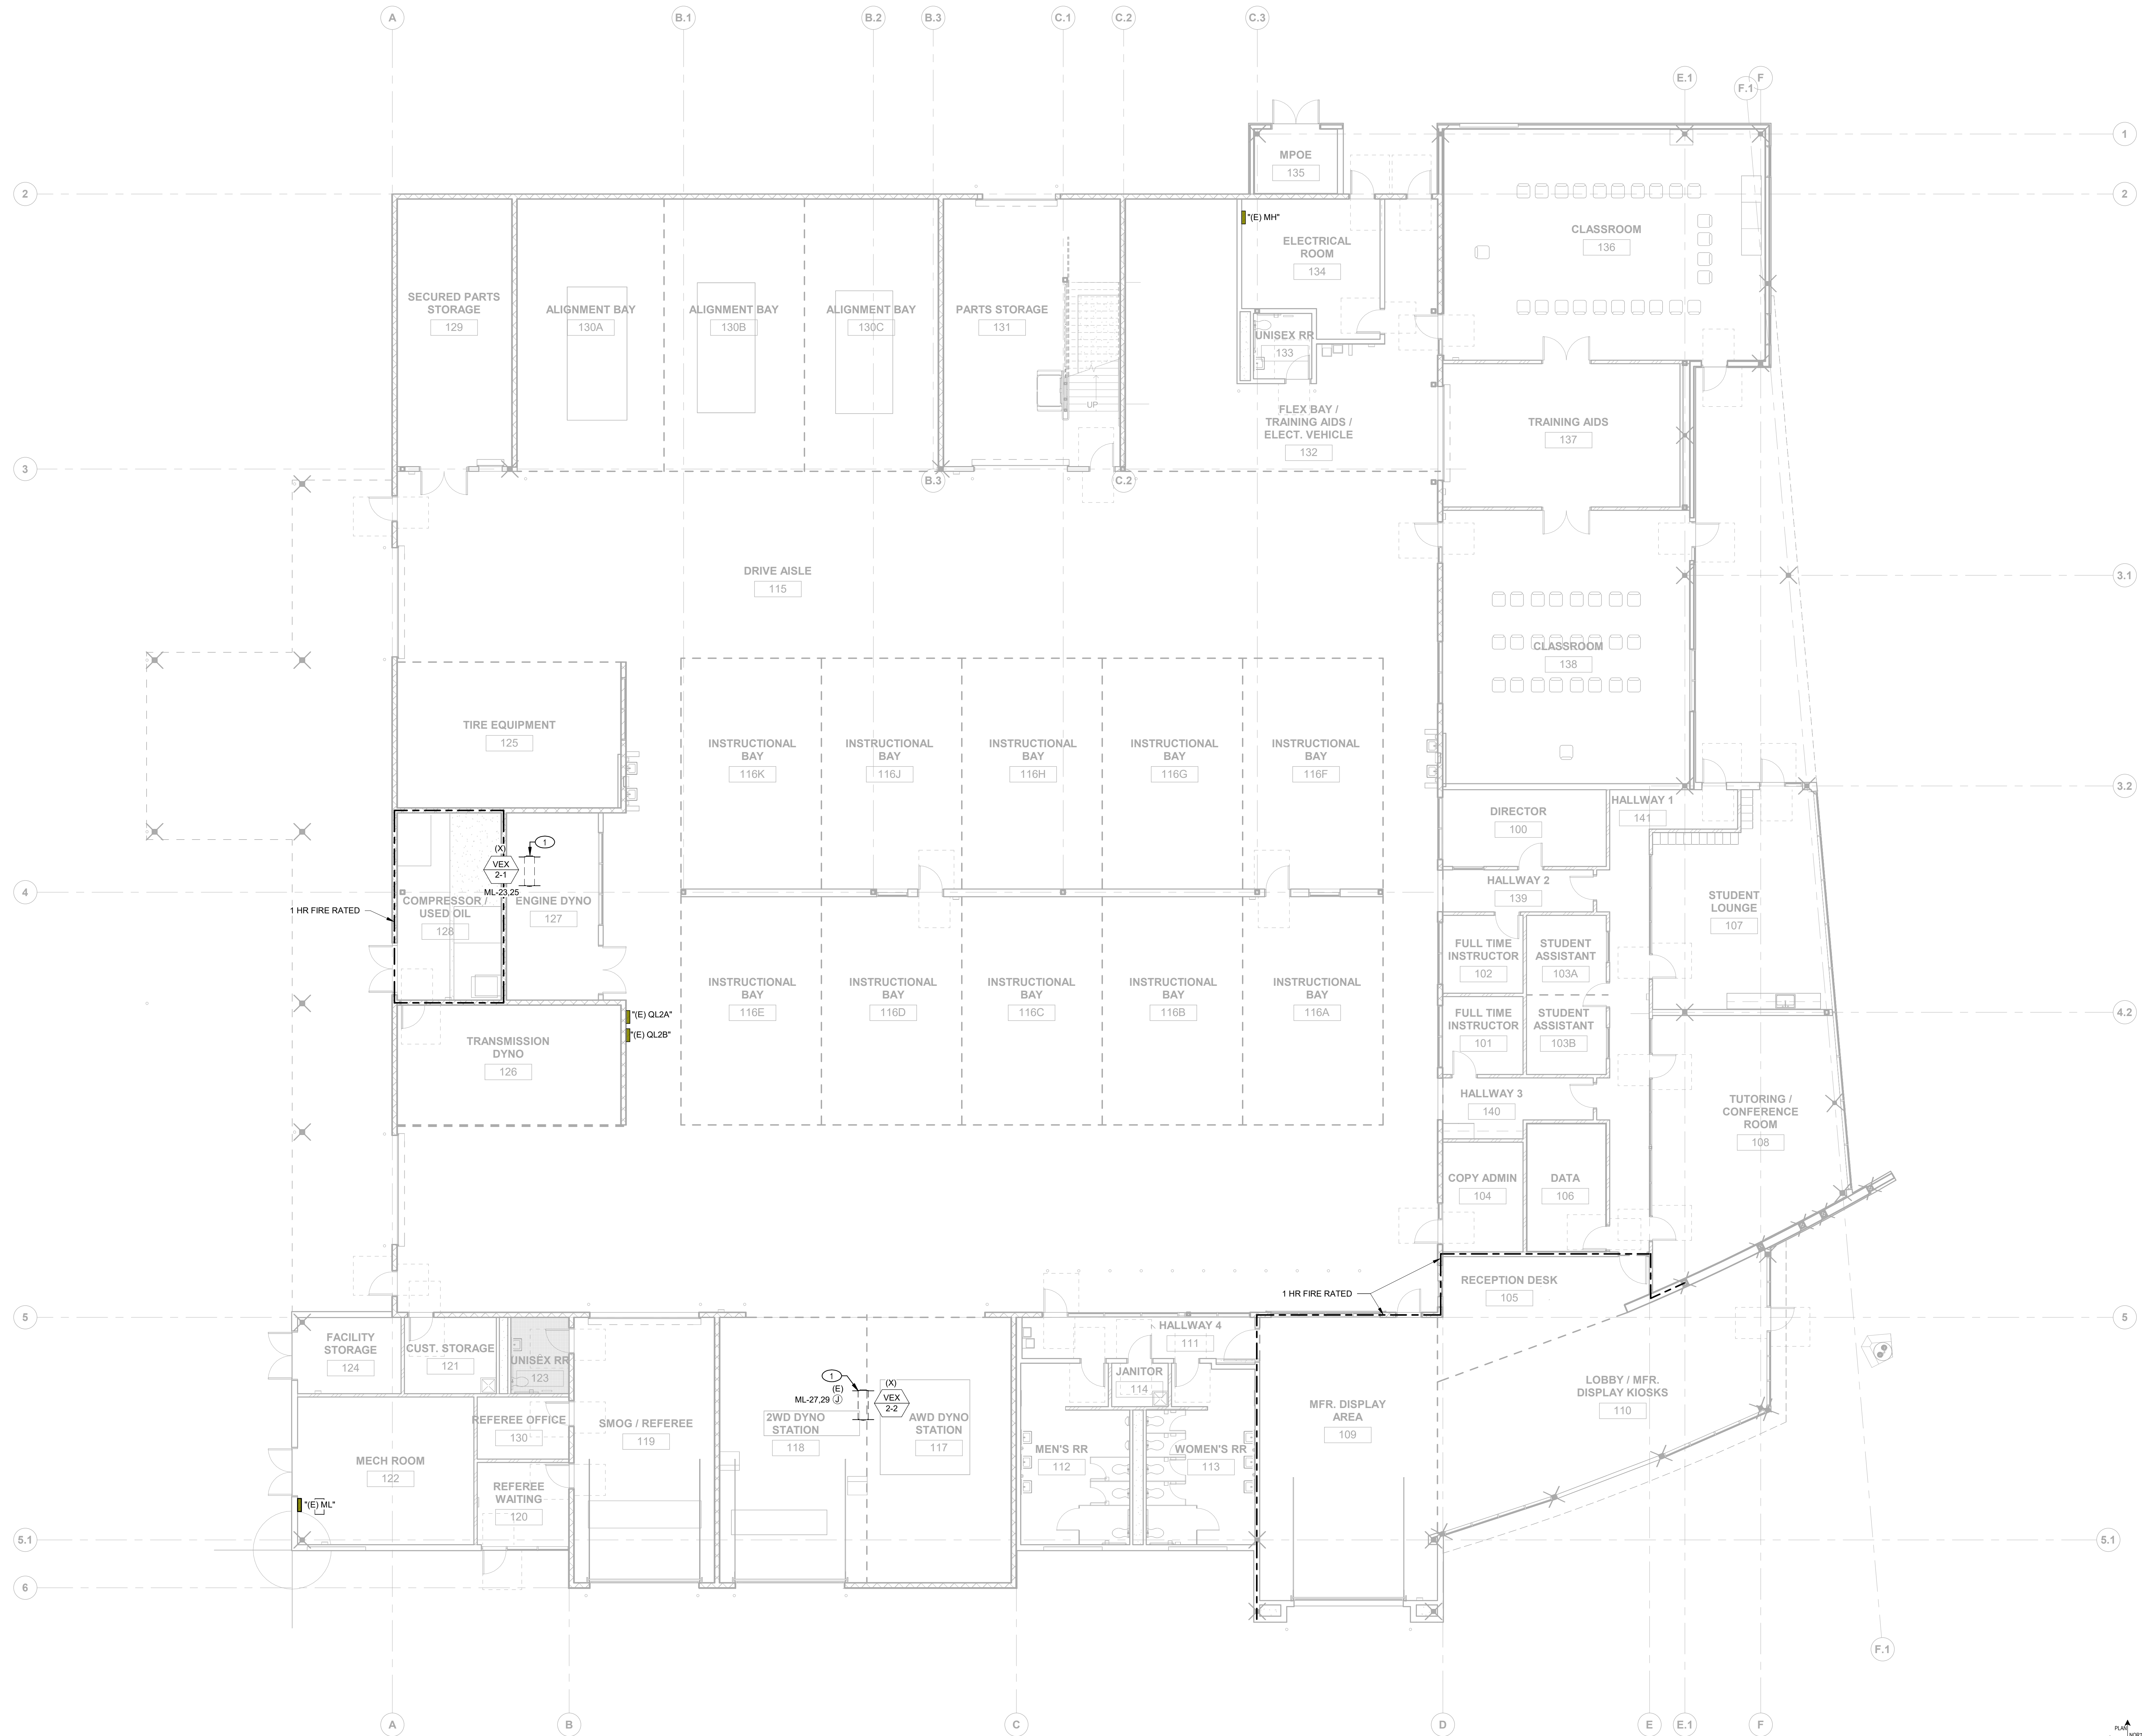 A
B.1
B.2
B.3
C.1
C.2
C.3
E.1
F
F.1
1
2
MPOE
135
2
"(E) MH"
ELECTRICAL
ROOM
134
CLASSROOM
136
SECURED PARTS
STORAGE
129
ALIGNMENT BAY
130A
ALIGNMENT BAY
130B
ALIGNMENT BAY
130C
PARTS STORAGE
131
UP
UNISEX RR
133
FLEX BAY /
TRAINING AIDS /
ELECT. VEHICLE
132
TRAINING AIDS
137
3
B.3
C.2
DRIVE AISLE
115
3.1
CLASSROOM
138
TIRE EQUIPMENT
125
INSTRUCTIONAL
BAY
116K
INSTRUCTIONAL
BAY
116J
INSTRUCTIONAL
BAY
116H
INSTRUCTIONAL
BAY
116G
INSTRUCTIONAL
BAY
116F
3.2
DIRECTOR
100
HALLWAY 1
141
1
(X)
VEX
2-1
ML-23,25
4
HALLWAY 2
139
COMPRESSOR /
USED OIL
128
ENGINE DYNO
127
1 HR FIRE RATED
STUDENT
LOUNGE
107
FULL TIME
INSTRUCTOR
102
STUDENT
ASSISTANT
103A
INSTRUCTIONAL
BAY
116E
INSTRUCTIONAL
BAY
116D
INSTRUCTIONAL
BAY
116C
INSTRUCTIONAL
BAY
116B
INSTRUCTIONAL
BAY
116A
"(E) QL2A"
"(E) QL2B"
FULL TIME
INSTRUCTOR
101
STUDENT
ASSISTANT
103B
4.2
TRANSMISSION
DYNO
126
HALLWAY 3
140
TUTORING /
CONFERENCE
ROOM
108
COPY ADMIN
104
DATA
106
1 HR FIRE RATED
RECEPTION DESK
105
5
5
FACILITY
STORAGE
124
CUST. STORAGE
121
UNISEX RR
123
HALLWAY 4
111
JANITOR
114
1
(E)
ML-27,29 J
(X)
VEX
2-2
LOBBY / MFR.
DISPLAY KIOSKS
110
MFR. DISPLAY
AREA
109
REFEREE OFFICE
130
SMOG / REFEREE
119
2WD DYNO
STATION
118
AWD DYNO
STATION
117
MEN'S RR
112
WOMEN'S RR
113
MECH ROOM
122
REFEREE
WAITING
120
"(E) ML"
5.1
5.1
6
F.1
A
B
C
D
E
E.1
F
PLAN